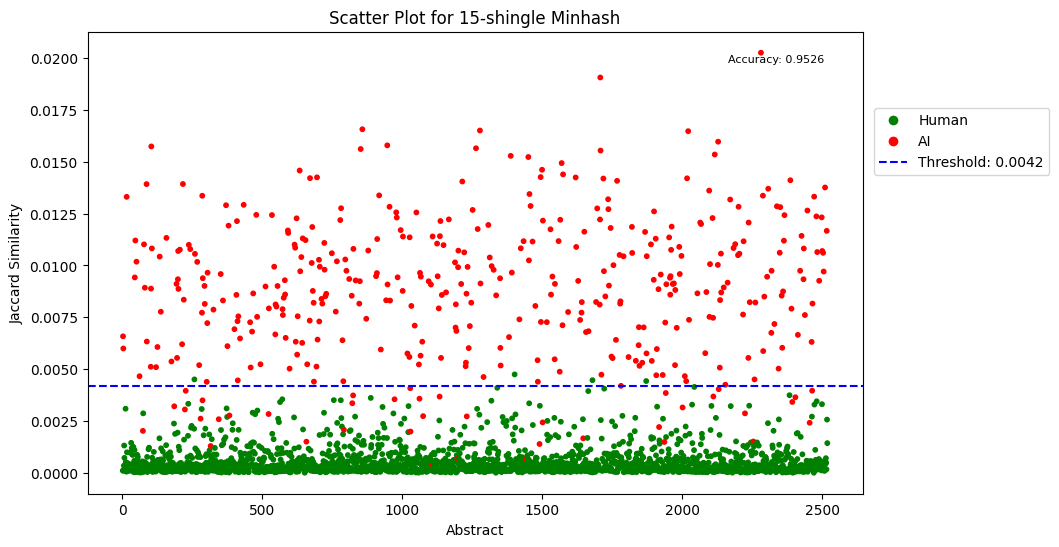 Scatter Plot for 15-shingle Minhash
Accuracy: 0.9526
Human
AI
Threshold: 0.0042
Jaccard Similarity
0.0200
0.0175
0.0150
0.0125
0.0100
0.0075
0.0050
0.0025
0.0000
0
500
1000
1500
2000
2500
Abstract